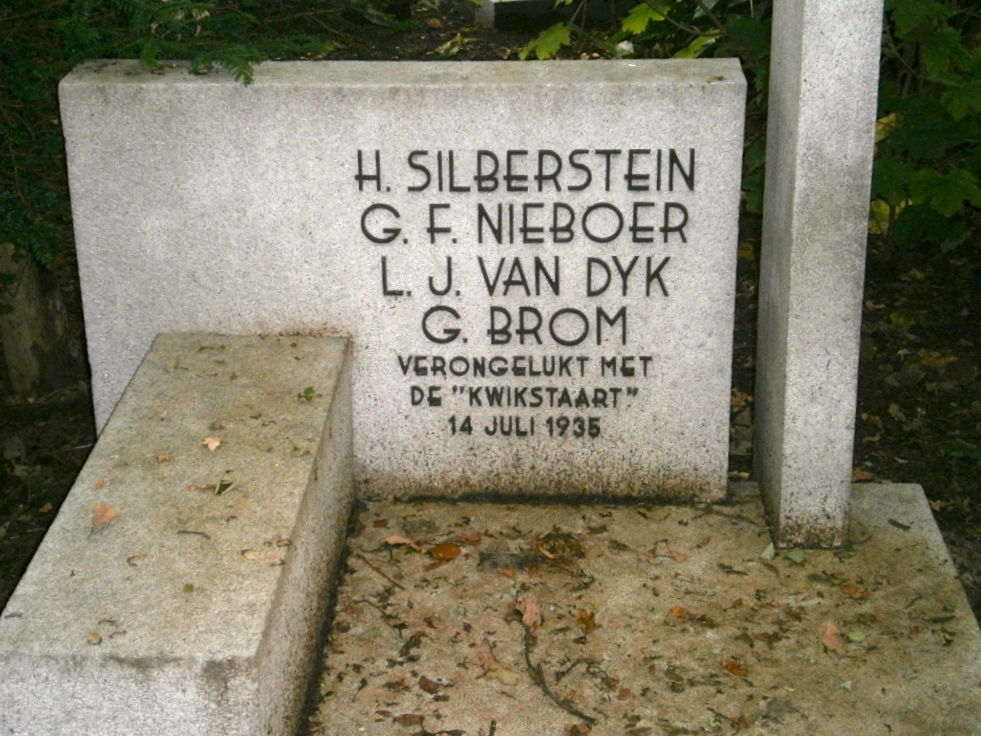 H. SILBERSTEIN
G. F. NIEBOER
L. J. VAN DYK
G. BROM
VERONGELUKT MET
DE "KWIKSTAART"
14 JULI 1935